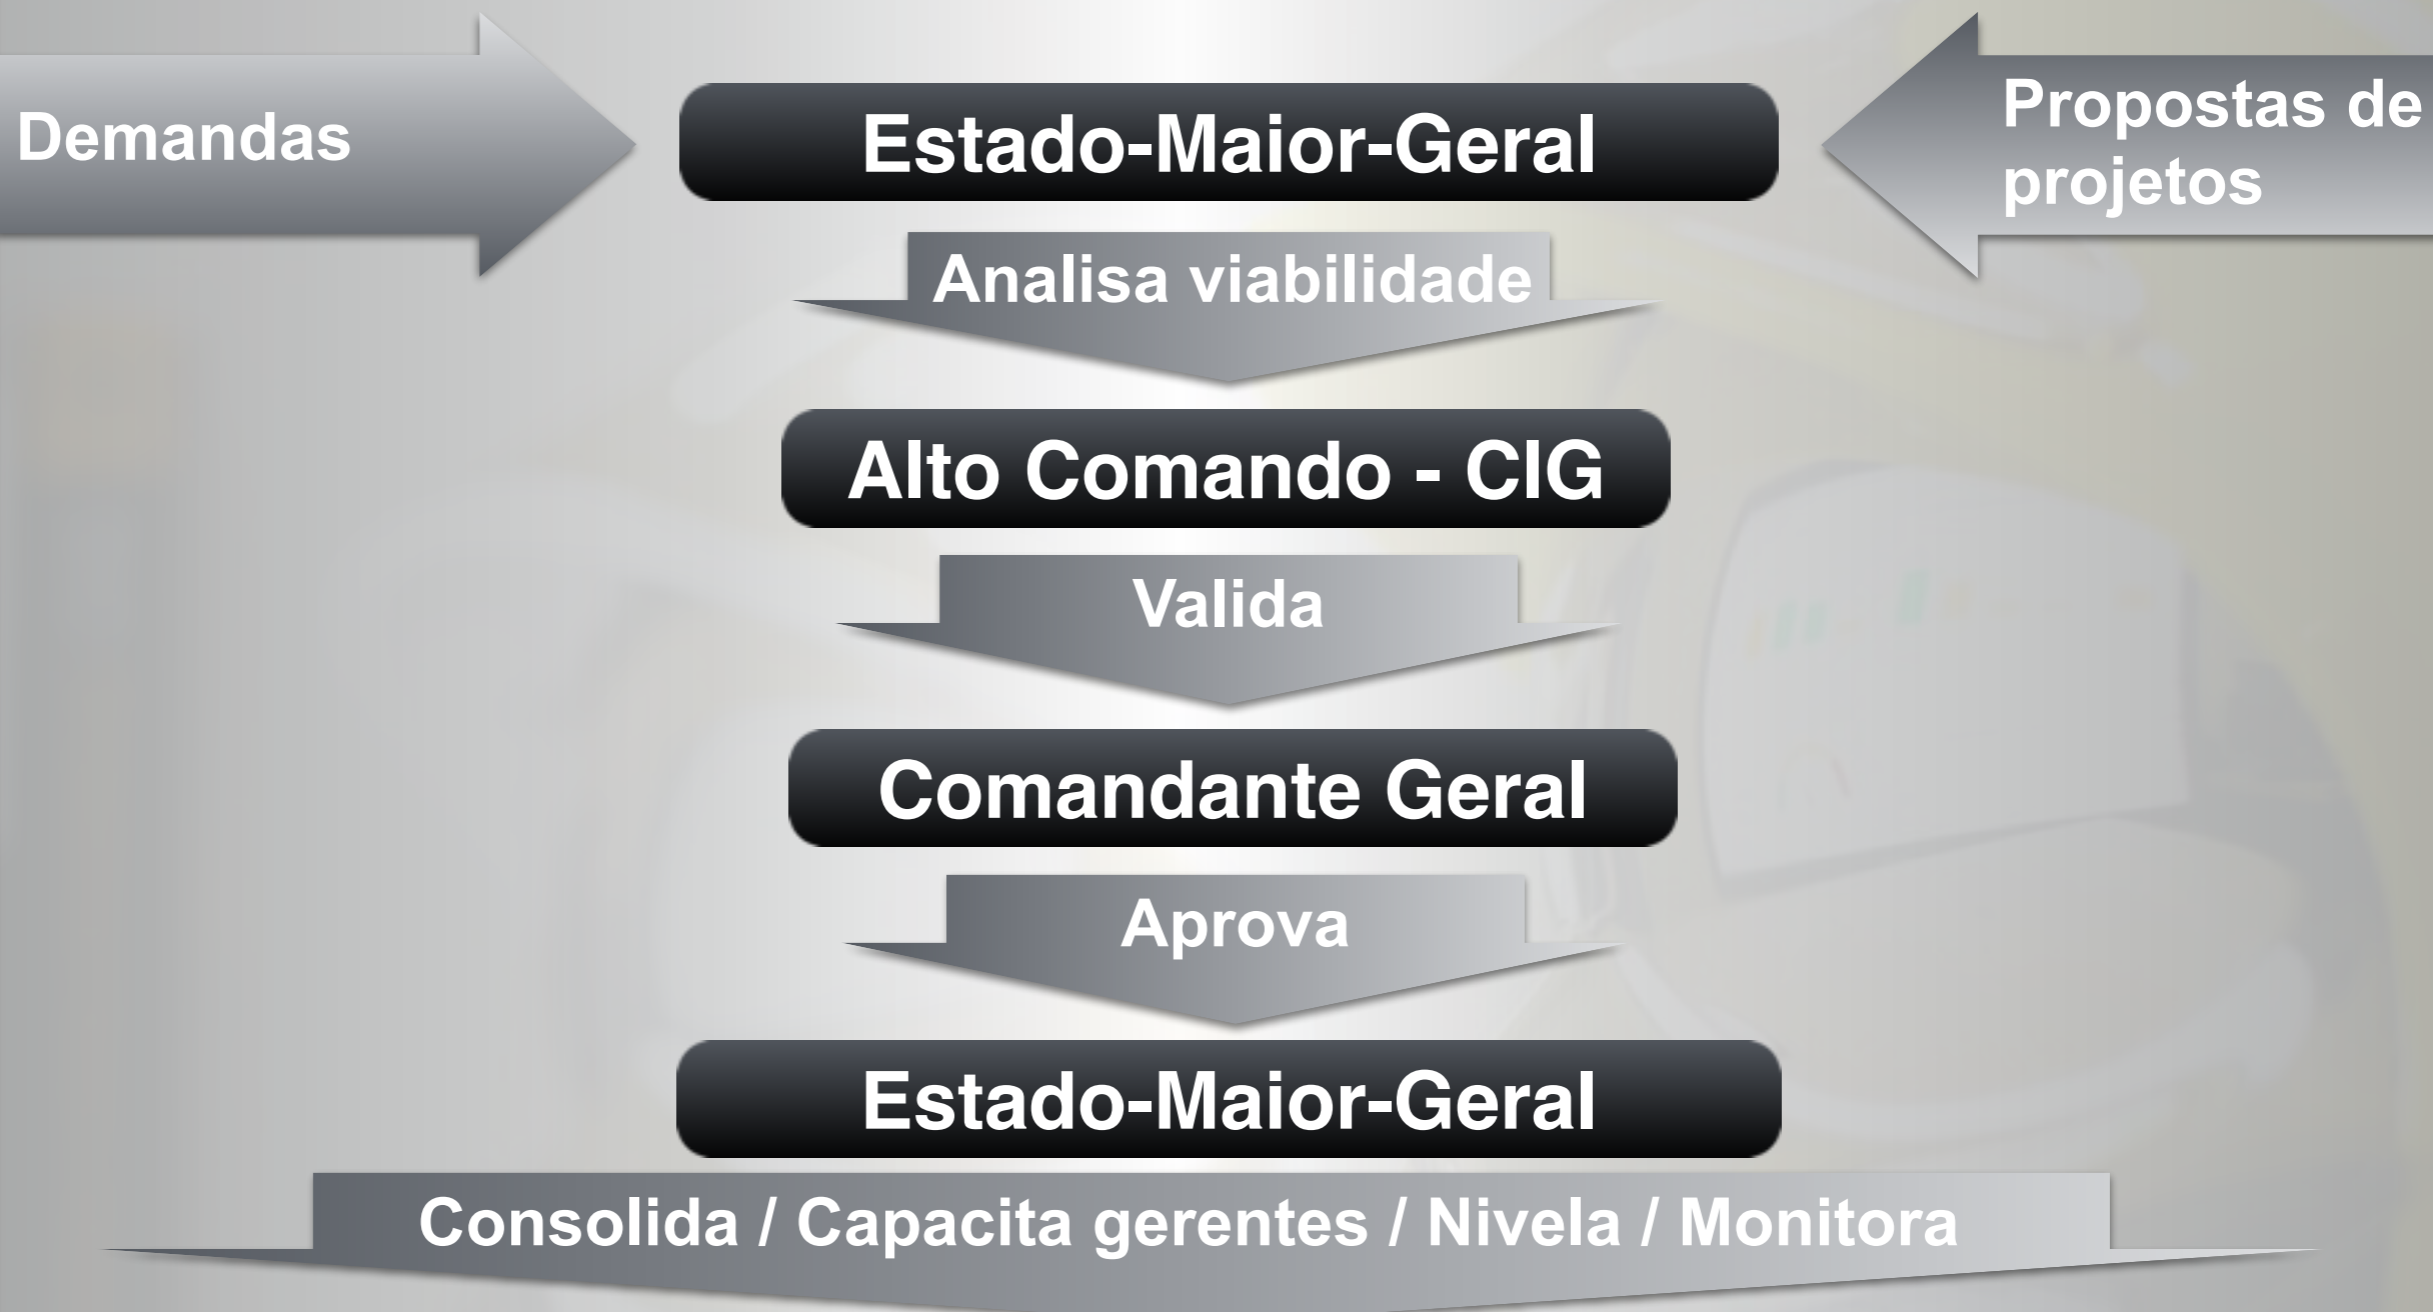 Demandas
Estado-Maior-Geral
Propostas de
projetos
Analisa viabilidade
Alto Comando - CIG
Valida
Comandante Geral
Aprova
Estado-Maior-Geral
Consolida / Capacita gerentes / Nivela / Monitora